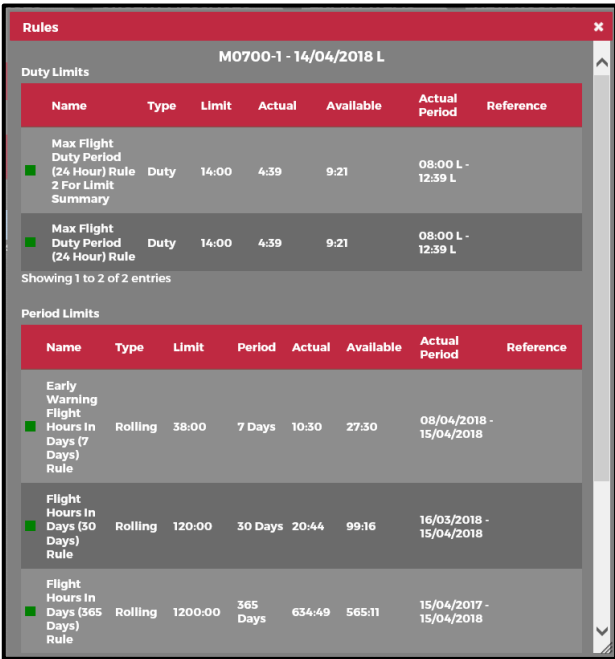 Rules
M0700-1 - 14/04/2018 L
Duty Limits
Name Type Limit Actual Available Actual Period Reference
Max Flight
Duty Period
(24 Hour) Rule Duty 14:00 4:39 9:21 08:00 L -
12:39 L
2 For Limit
Summary
Max Flight
Duty Period Duty 14:00 4:39 9:21 08:00 L -
12:39 L
(24 Hour) Rule
Showing 1 to 2 of 2 entries
Period Limits
Name Type Limit Period Actual Available Actual Period Reference
Early
Warning
Flight
Hours In Rolling 38:00 7 Days 10:30 27:30 08/04/2018 -
15/04/2018
Days (7
Days)
Rule
Flight
Hours In
Days (30 Rolling 120:00 30 Days 20:44 99:16 16/03/2018 -
15/04/2018
Days)
Rule
Flight
Hours In
Days (365 Rolling 1200:00 365 Days 634:49 565:11 15/04/2017 -
15/04/2018
Days)
Rule